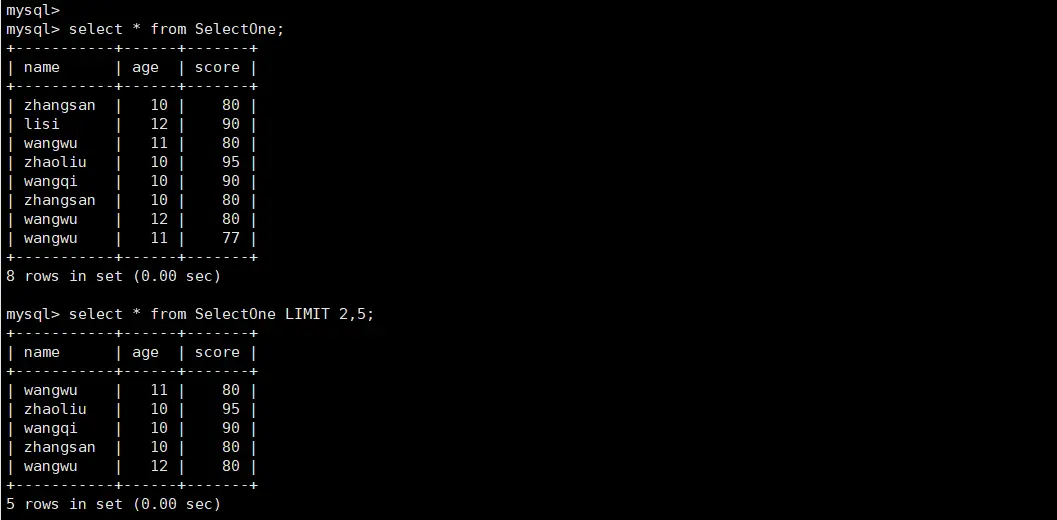 mysql>
mysql> select * from SelectOne;
+-----------+------+-------+
| name      | age  | score |
+-----------+------+-------+
| zhangsan  |   10 |    80 |
| lisi      |   12 |    90 |
| wangwu    |   11 |    80 |
| zhaoliu   |   10 |    95 |
| wangqi    |   10 |    90 |
| zhangsan  |   10 |    80 |
| wangwu    |   12 |    80 |
| wangwu    |   11 |    77 |
+-----------+------+-------+
8 rows in set (0.00 sec)

mysql> select * from SelectOne LIMIT 2,5;
+-----------+------+-------+
| name      | age  | score |
+-----------+------+-------+
| wangwu    |   11 |    80 |
| zhaoliu   |   10 |    95 |
| wangqi    |   10 |    90 |
| zhangsan  |   10 |    80 |
| wangwu    |   12 |    80 |
+-----------+------+-------+
5 rows in set (0.00 sec)